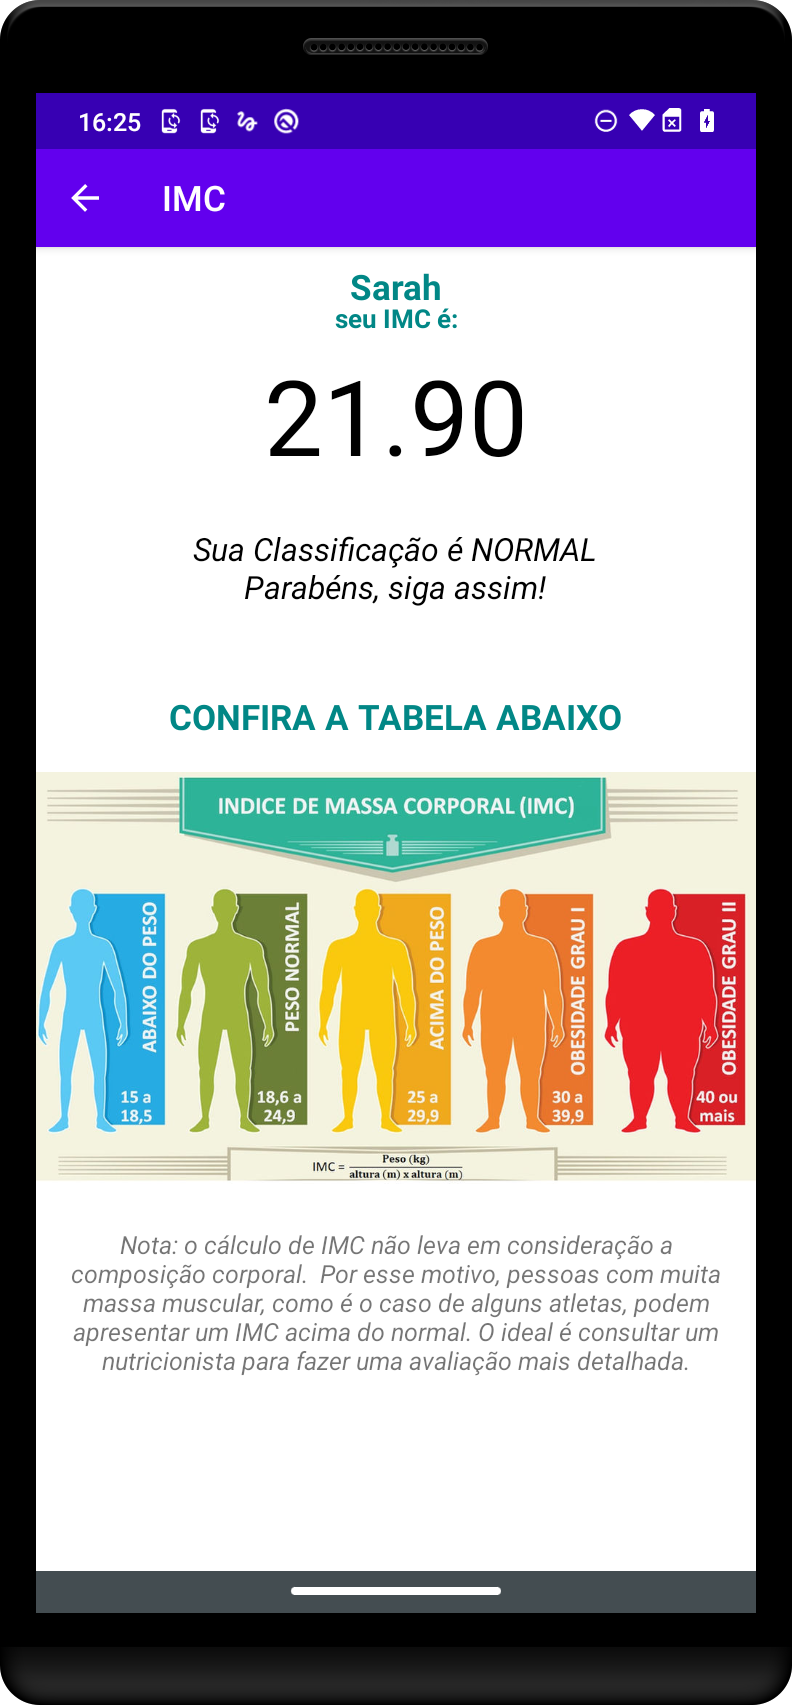 16:25
IMC
Sarah
seu IMC é:
21.90
Sua Classificação é NORMAL
Parabéns, siga assim!
CONFIRA A TABELA ABAIXO
INDICE DE MASSA CORPORAL (IMC)
ABAIXO DO PESO
15 a
18,5
PESO NORMAL
18,6 a
24,9
ACIMA DO PESO
25 a
29,9
OBESIDADE GRAU I
30 a
39,9
OBESIDADE GRAU II
40 ou
mais
IMC = Peso (kg)
altura (m) x altura (m)
Nota: o cálculo de IMC não leva em consideração a
composição corporal.  Por esse motivo, pessoas com muita
massa muscular, como é o caso de alguns atletas, podem
apresentar um IMC acima do normal. O ideal é consultar um
nutricionista para fazer uma avaliação mais detalhada.